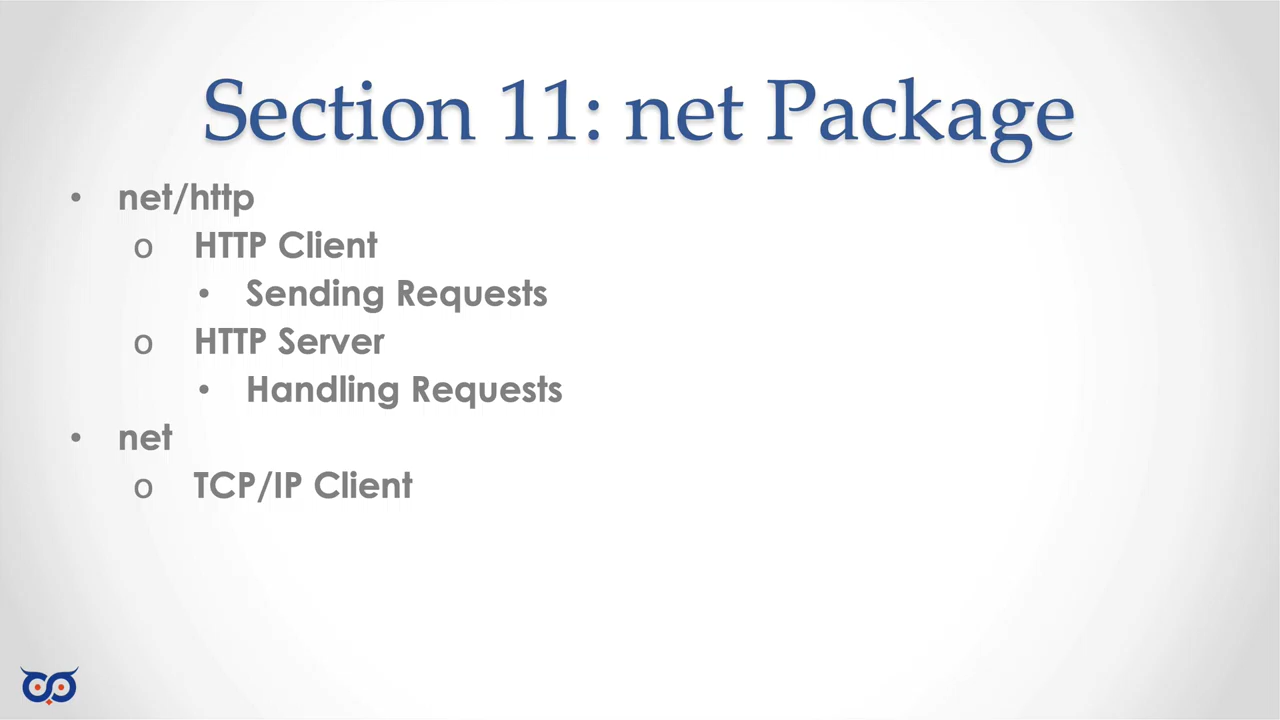 Section 11: net Package
• net/http
o HTTP Client
• Sending Requests
o HTTP Server
• Handling Requests
• net
o TCP/IP Client